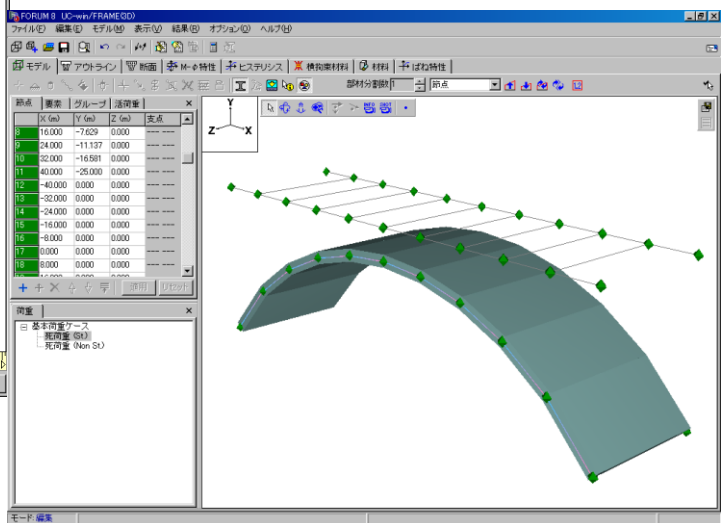 FORUM 8 UC-win/FRAME(3D)
ファイル(F) 編集(E) モデル(M) 表示(V) 結果(R) オプション(O) ヘルプ(H)
モデル アウトライン 断面 M-φ特性 ヒステリシス 横拘束材料 材料 ばね特性
部材分割数 1 節点
節点 要素 グループ 活荷重 ×
X (m) Y (m) Z (m) 支点
8 16.000 -7.629 0.000 --- ---
9 24.000 -11.137 0.000 --- ---
10 32.000 -16.581 0.000 --- ---
11 40.000 -25.000 0.000 --- ---
12 -40.000 0.000 0.000 --- ---
13 -32.000 0.000 0.000 --- ---
14 -24.000 0.000 0.000 --- ---
15 -16.000 0.000 0.000 --- ---
16 -8.000 0.000 0.000 --- ---
17 0.000 0.000 0.000 --- ---
18 8.000 0.000 0.000 --- ---
適用 リセット
Y
Z X
荷重 ×
基本荷重ケース
死荷重 (St)
死荷重 (Non St)
モード: 編集